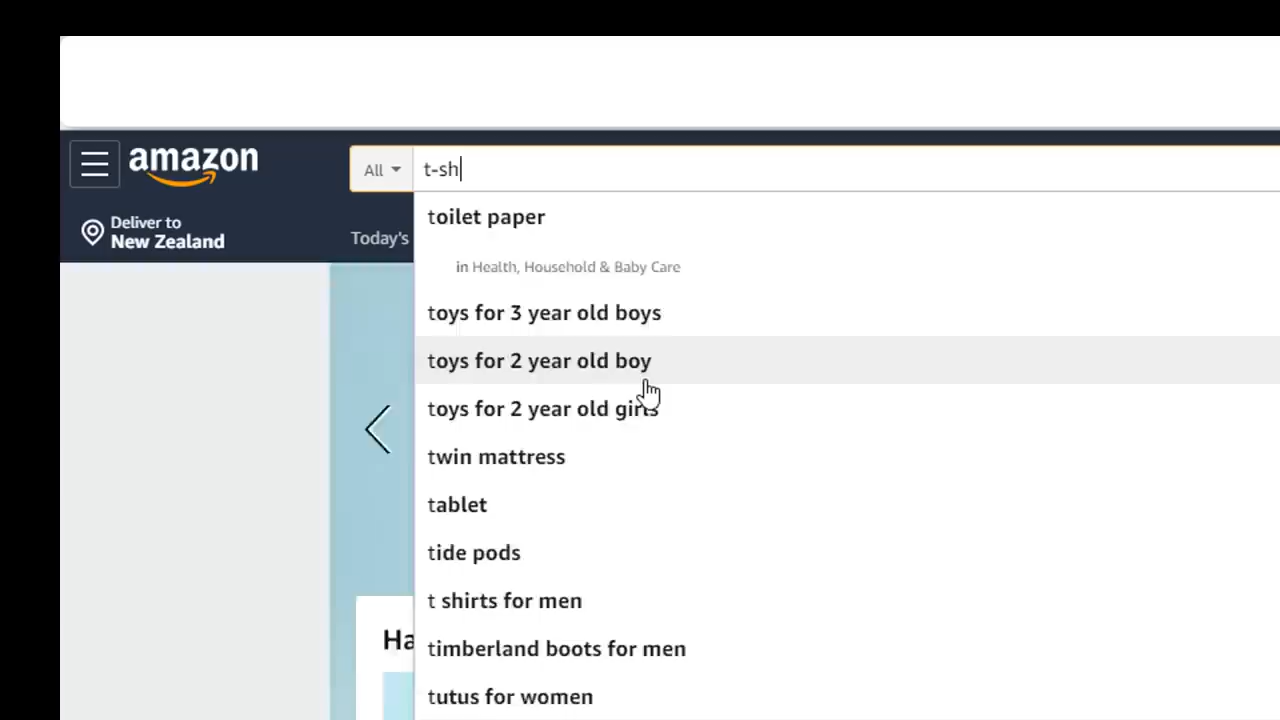 amazon
All
t-sh
Deliver to
New Zealand
Today's
toilet paper
in Health, Household & Baby Care
toys for 3 year old boys
toys for 2 year old boy
toys for 2 year old girls
twin mattress
tablet
tide pods
t shirts for men
timberland boots for men
Ha
tutus for women